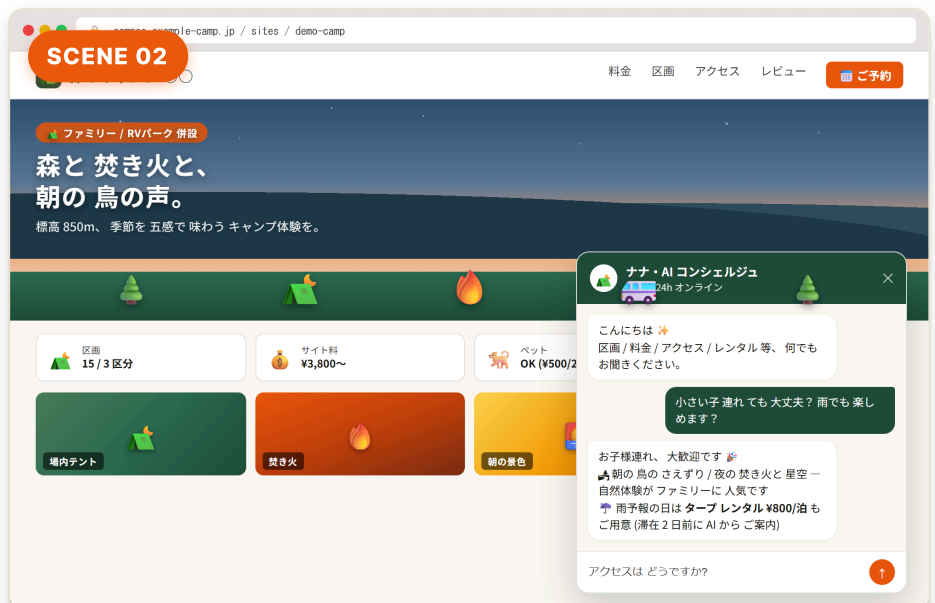 example-camp.jp / sites / demo-camp
SCENE 02
料金 区画 アクセス レビュー ご予約
ファミリー / RVパーク 併設
森と 焚き火と、
朝の 鳥の声。
標高 850m、 季節を 五感で 味わう キャンプ体験を。
ナナ・AI コンシェルジュ
24h オンライン
こんにちは ✨
区画 / 料金 / アクセス / レンタル 等、 何でも
お聞きください。
小さい子 連れ ても 大丈夫？ 雨でも 楽し
めます？
お子様連れ、 大歓迎です 🎉
🏕️ 朝の 鳥の さえずり / 夜の 焚き火と 星空 —
自然体験が ファミリーに 人気です
☔ 雨予報の日は タープ レンタル ¥800/泊 も
ご用意 (滞在 2 日前に AI から ご案内)
アクセスは どうですか?
↑
区画
15 / 3 区分
サイト料
¥3,800〜
ペット
OK (¥500/2
場内テント
焚き火
朝の景色